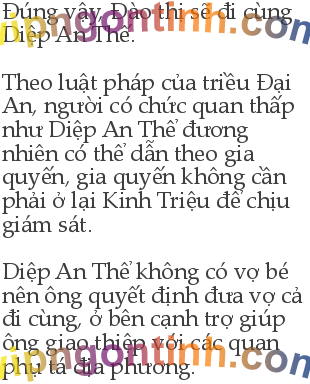 Đúng vậy, Đào thị sẽ đi cùng
Diệp An Thế.
Theo luật pháp của triều Đại
An, người có chức quan thấp
như Diệp An Thế đương
nhiên có thể dẫn theo gia
quyến, gia quyến không cần
phải ở lại Kinh Triệu để chịu
giám sát.
Diệp An Thế không có vợ bé
nên ông quyết định đưa vợ cả
đi cùng, ở bên cạnh trợ giúp
ông giao thiệp với các quan
phụ tá địa phương.